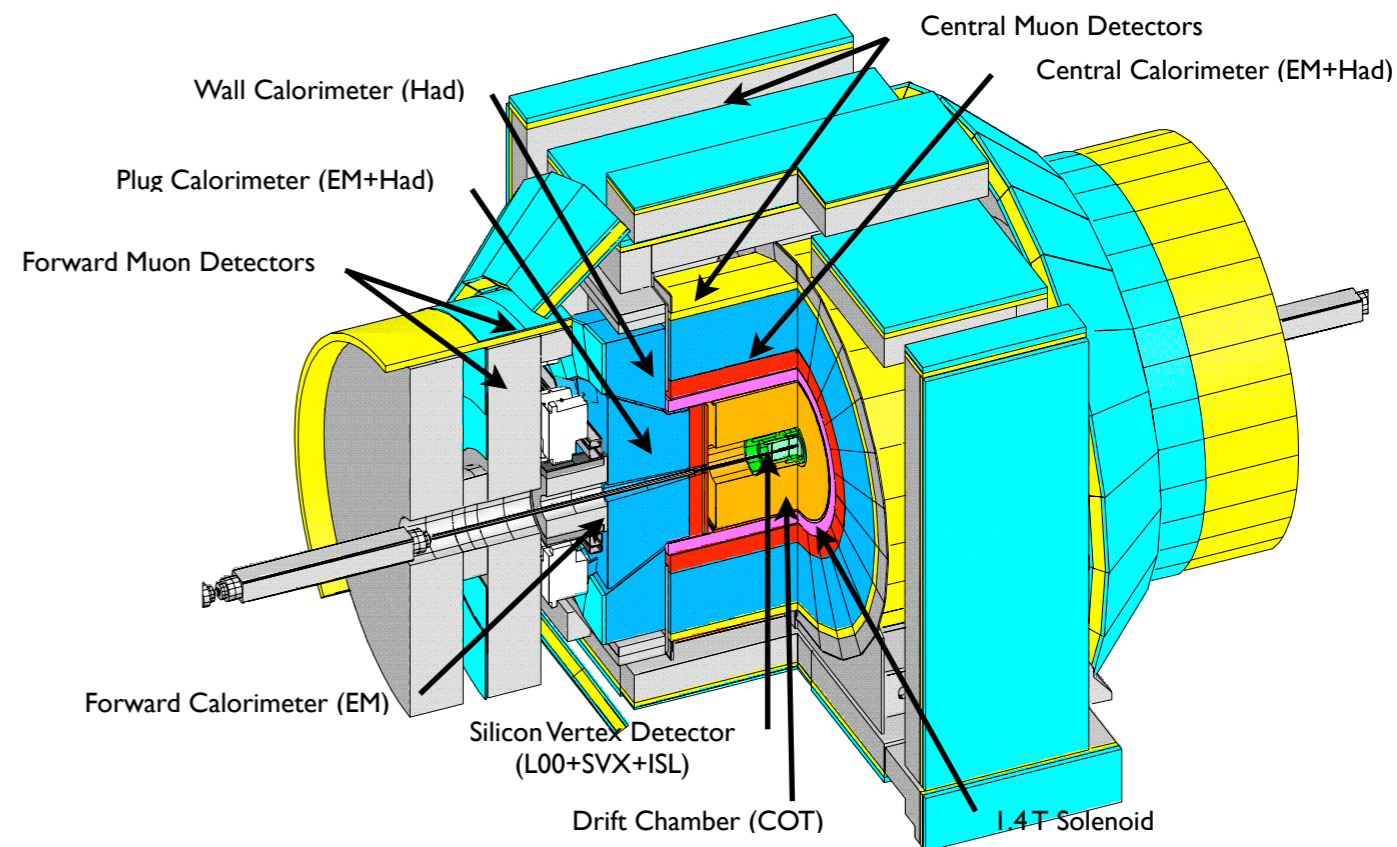 Central Muon Detectors
Central Calorimeter (EM+Had)
Wall Calorimeter (Had)
Plug Calorimeter (EM+Had)
Forward Muon Detectors
Forward Calorimeter (EM)
Silicon Vertex Detector
(L00+SVX+ISL)
Drift Chamber (COT)
1.4 T Solenoid